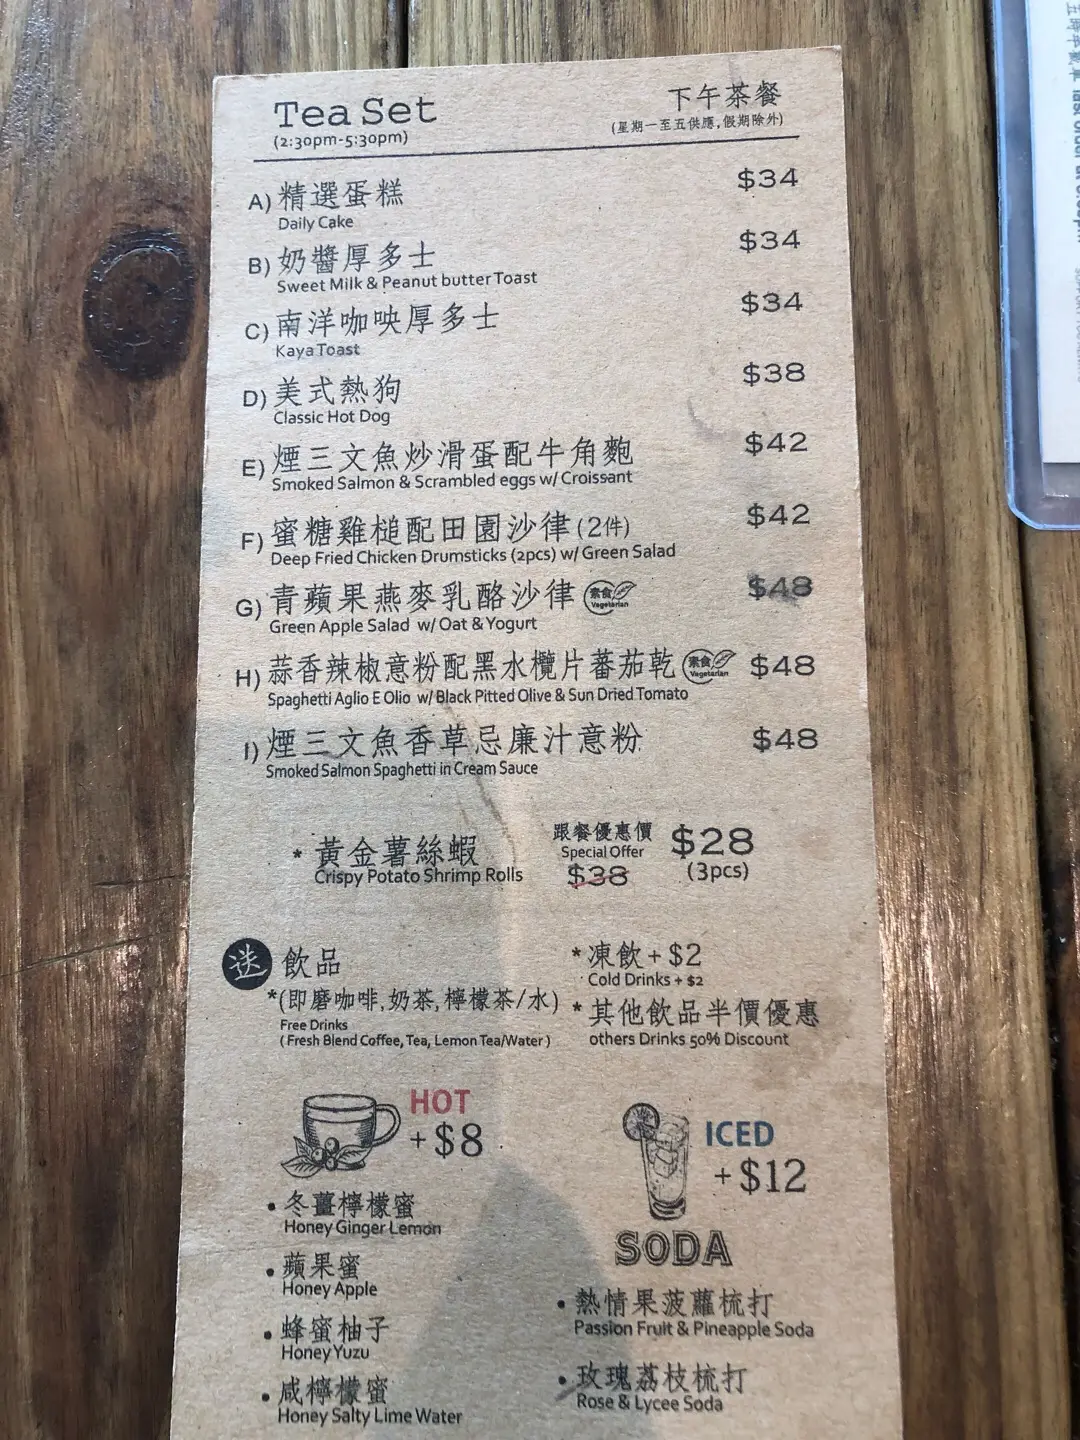 Tea Set
下午茶餐
(2:30pm-5:30pm)
(星期一至五供應,假期除外)
A) 精選蛋糕 $34
Daily Cake
B) 奶醬厚多士 $34
Sweet Milk & Peanut butter Toast
C) 南洋咖央厚多士 $34
Kaya Toast
D) 美式熱狗 $38
Classic Hot Dog
E) 煙三文魚炒滑蛋配牛角麭 $42
Smoked Salmon & Scrambled eggs w/ Croissant
F) 蜜糖雞槌配田園沙律(2件) $42
Deep Fried Chicken Drumsticks (2pcs) w/ Green Salad
G) 青蘋果燕麥乳酪沙律 素食 Vegetarian $48
Green Apple Salad w/ Oat & Yogurt
H) 蒜香辣椒意粉配黑水欖片蕃茄乾 素食 Vegetarian $48
Spaghetti Aglio E Olio w/ Black Pitted Olive & Sun Dried Tomato
I) 煙三文魚香草忌廉汁意粉 $48
Smoked Salmon Spaghetti in Cream Sauce
* 黃金薯絲蝦
Crispy Potato Shrimp Rolls
跟餐優惠價 $28
Special Offer
$38 (3pcs)
送 飲品
*(即磨咖啡,奶茶,檸檬茶/水)
Free Drinks
(Fresh Blend Coffee, Tea, Lemon Tea/Water)
* 凍飲+$2
Cold Drinks + $2
* 其他飲品半價優惠
others Drinks 50% Discount
HOT
+$8
• 冬薑檸檬蜜
Honey Ginger Lemon
• 蘋果蜜
Honey Apple
• 蜂蜜柚子
Honey Yuzu
• 咸檸檬蜜
Honey Salty Lime Water
ICED
+$12
SODA
• 熱情果菠蘿梳打
Passion Fruit & Pineapple Soda
• 玫瑰荔枝梳打
Rose & Lycee Soda